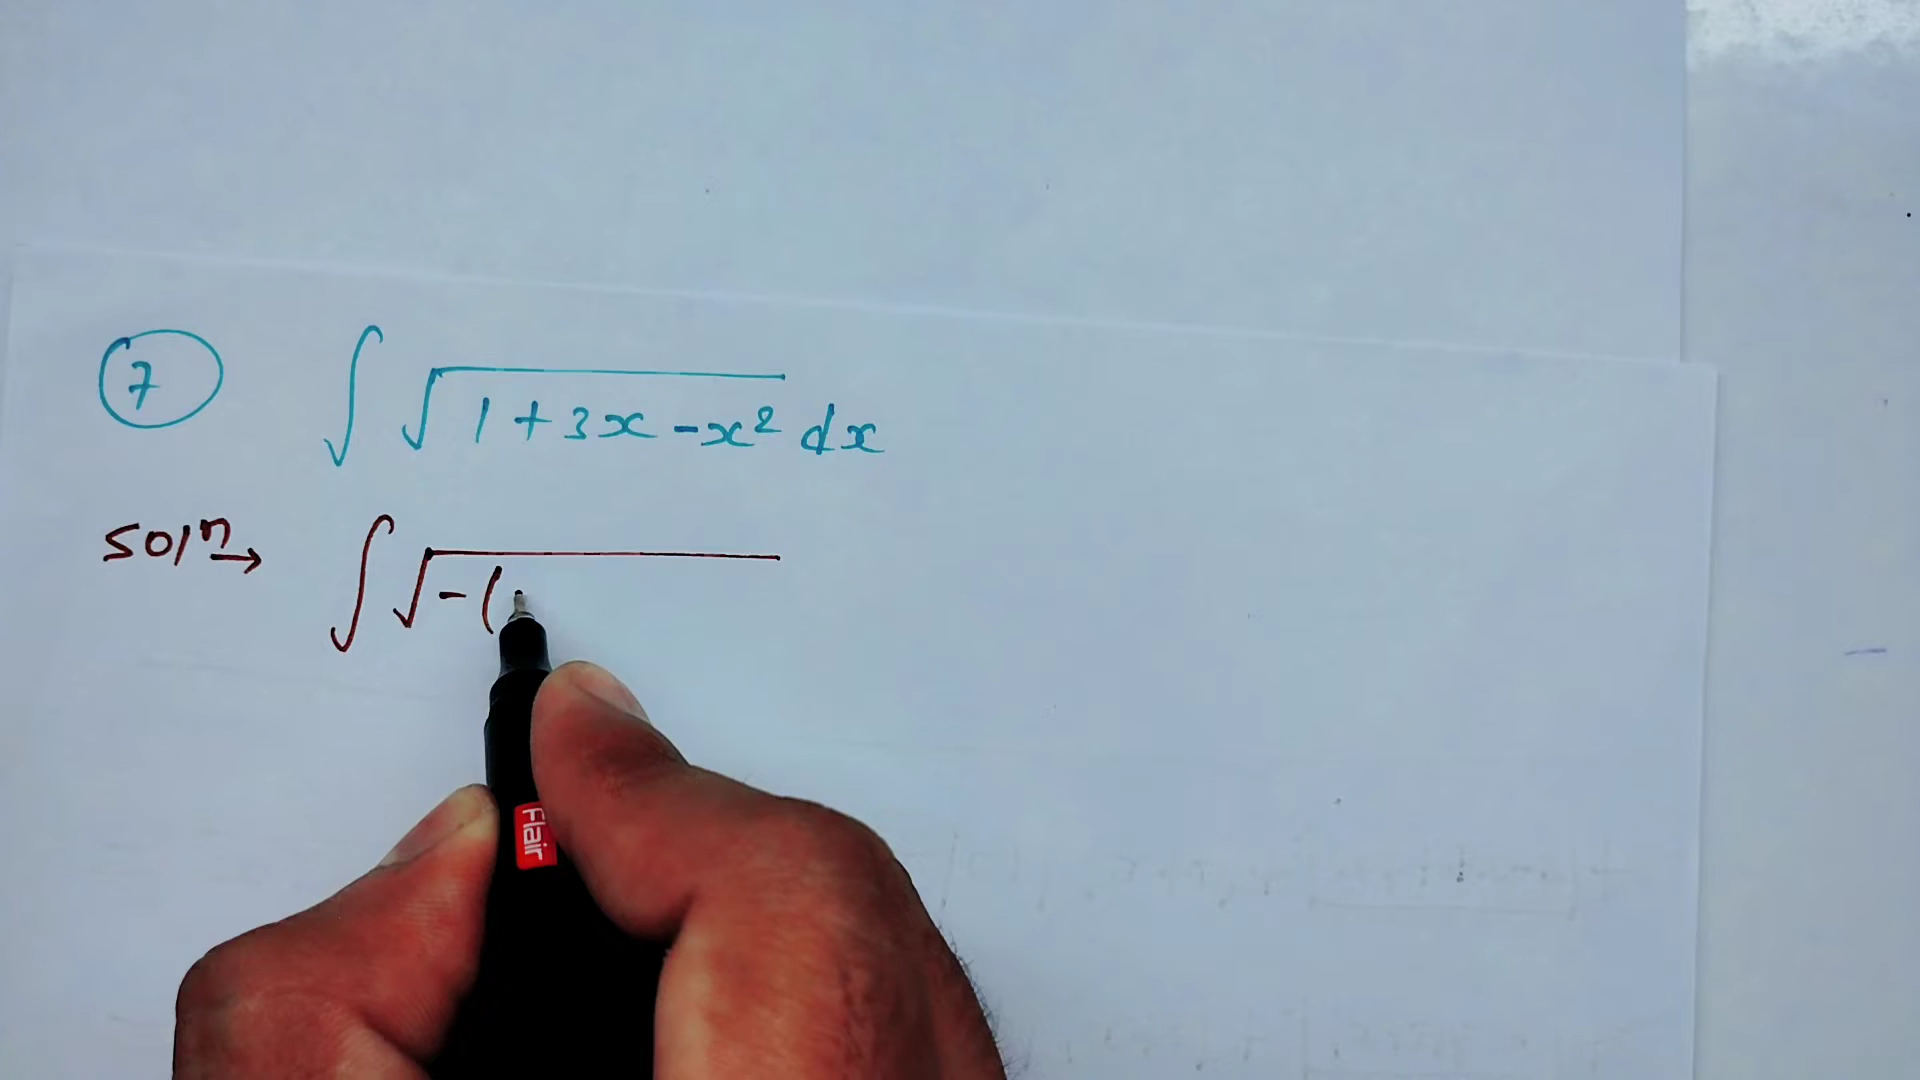 7 ∫ √1+3x-x² dx
Solⁿ→ ∫ √-(
Flair